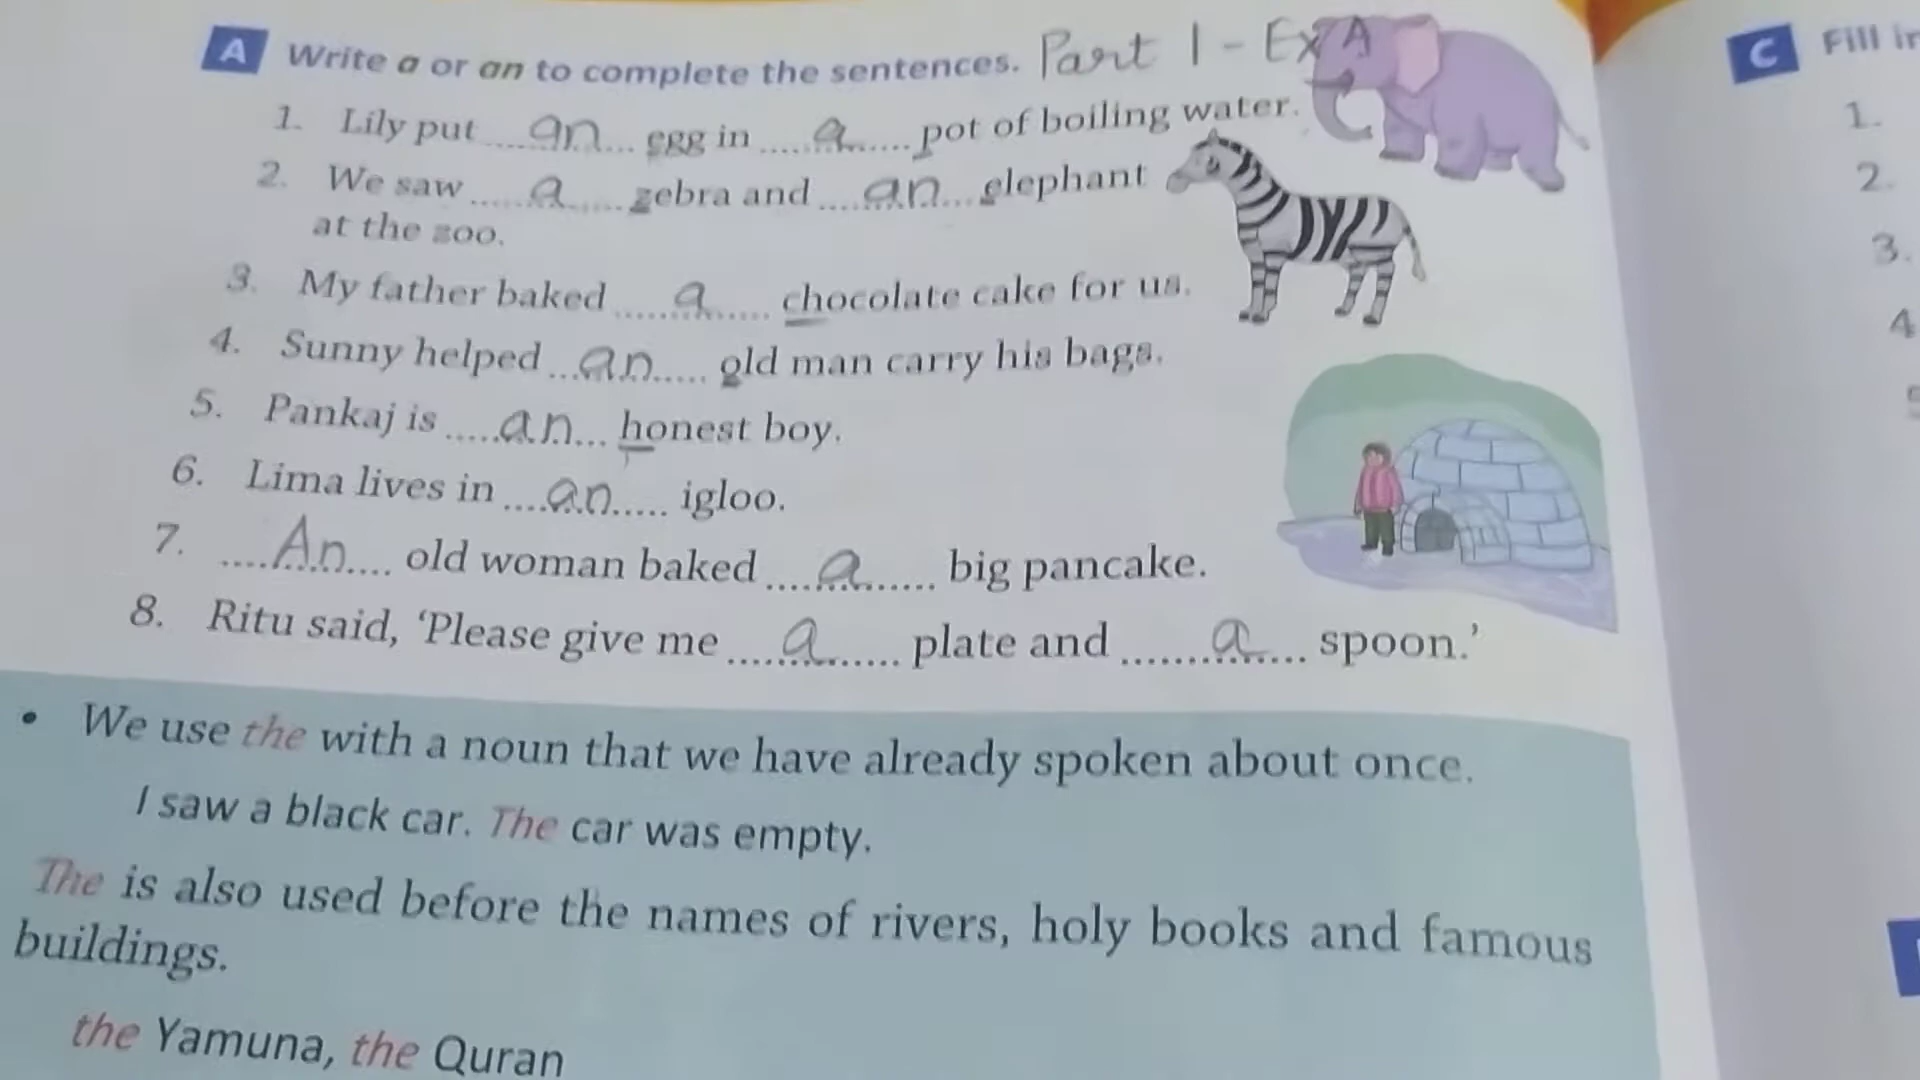 A Write a or an to complete the sentences. Part 1 - Ex A
1. Lily put ....an.... egg in .....a...... pot of boiling water.
2. We saw .....a..... zebra and ....an.... elephant
at the zoo.
3. My father baked .....a..... chocolate cake for us.
4. Sunny helped ...an..... old man carry his bags.
5. Pankaj is .....an... honest boy.
6. Lima lives in ....an..... igloo.
7. ....An.... old woman baked ....a...... big pancake.
8. Ritu said, ‘Please give me ....a...... plate and .......a.... spoon.’
• We use the with a noun that we have already spoken about once.
I saw a black car. The car was empty.
The is also used before the names of rivers, holy books and famous
buildings.
the Yamuna, the Quran
C Fill
1.
2.
3.
4